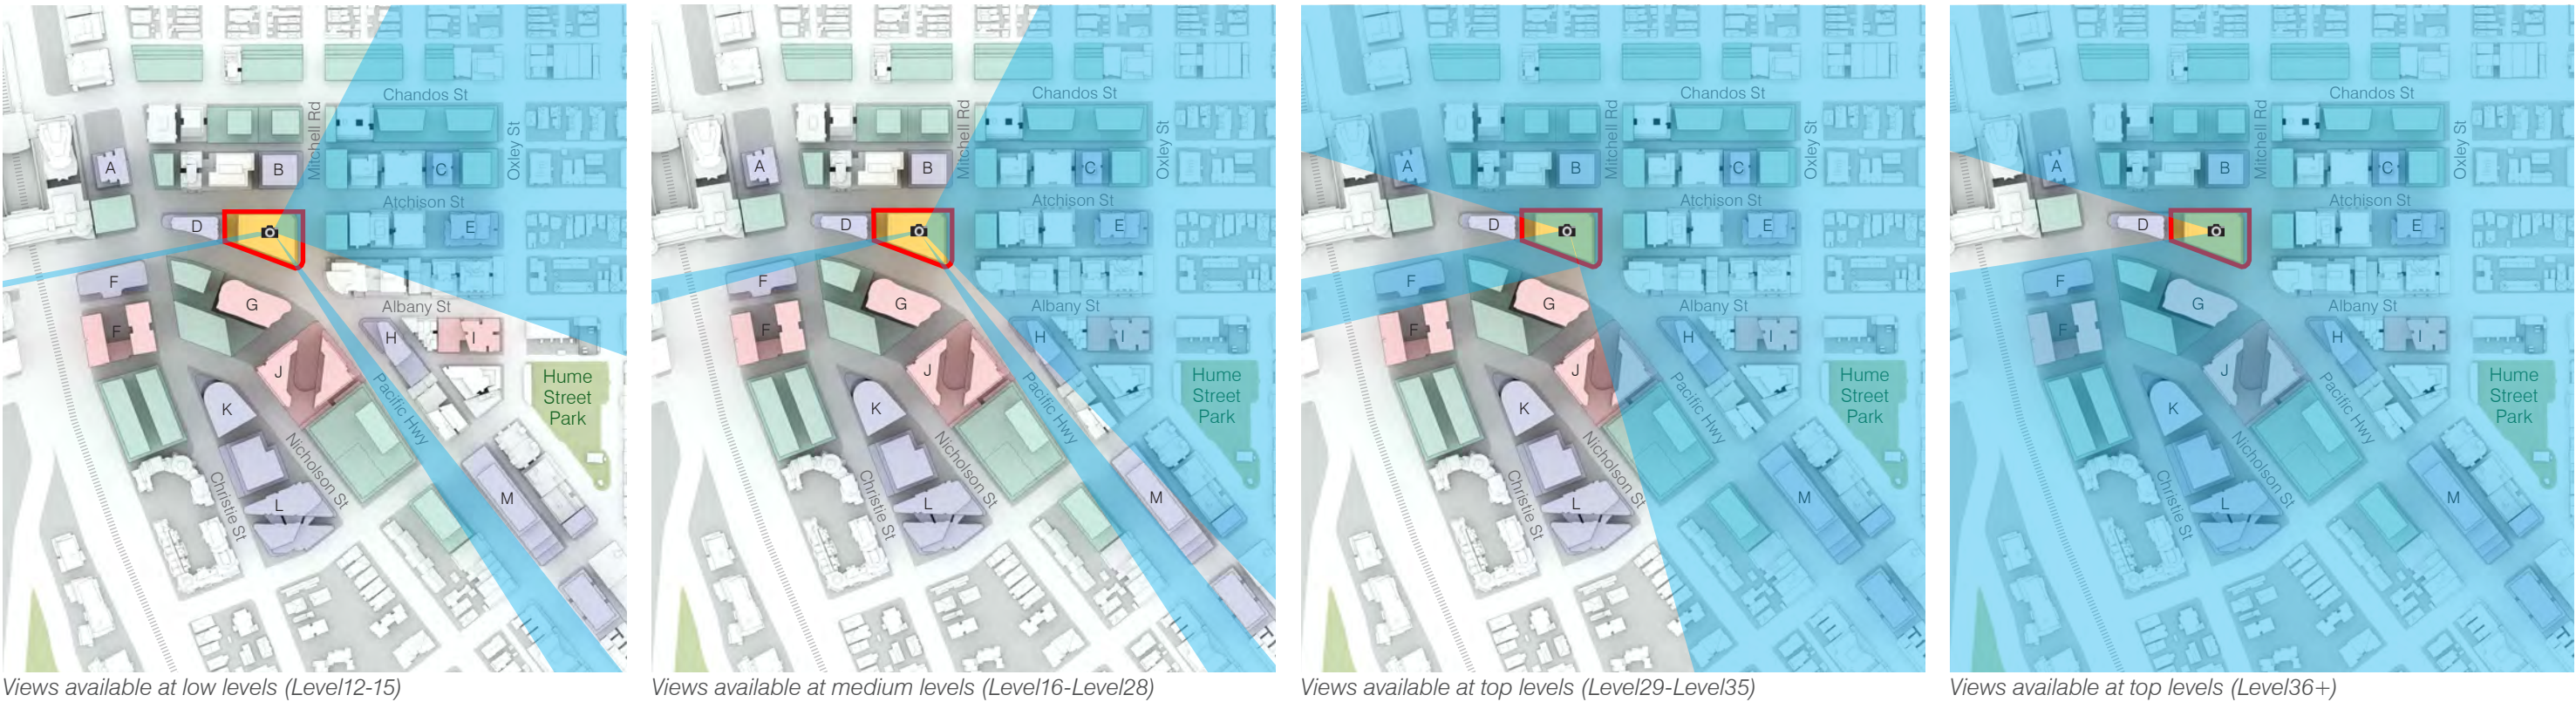 Chandos St
Mitchell Rd
Oxley St
A
B
C
Atchison St
D
E
F
G
Albany St
F
H
I
J
Pacific Hwy
Hume
Street
Park
K
Nicholson St
Christie St
L
M
Views available at low levels (Level12-15)
Chandos St
Mitchell Rd
Oxley St
A
B
C
Atchison St
D
E
F
G
Albany St
F
H
I
J
Pacific Hwy
Hume
Street
Park
K
Nicholson St
Christie St
L
M
Views available at medium levels (Level16-Level28)
Chandos St
Mitchell Rd
Oxley St
A
B
C
Atchison St
D
E
F
G
Albany St
F
H
I
J
Pacific Hwy
Hume
Street
Park
K
Nicholson St
Christie St
L
M
Views available at top levels (Level29-Level35)
Chandos St
Mitchell Rd
Oxley St
A
B
C
Atchison St
D
E
F
G
Albany St
F
H
I
J
Pacific Hwy
Hume
Street
Park
K
Nicholson St
Christie St
L
M
Views available at top levels (Level36+)